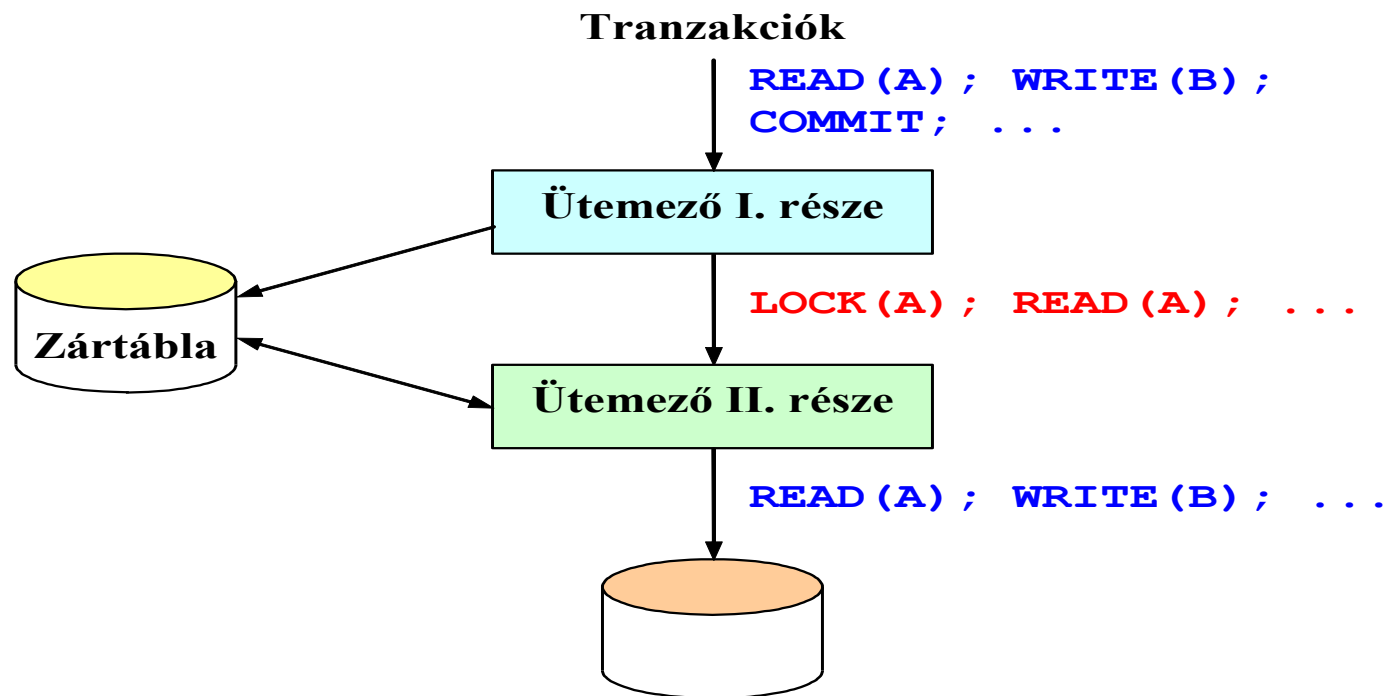 Tranzakciók
READ(A); WRITE(B);
COMMIT; ...
Ütemező I. része
LOCK(A); READ(A); ...
Zártábla
Ütemező II. része
READ(A); WRITE(B); ...